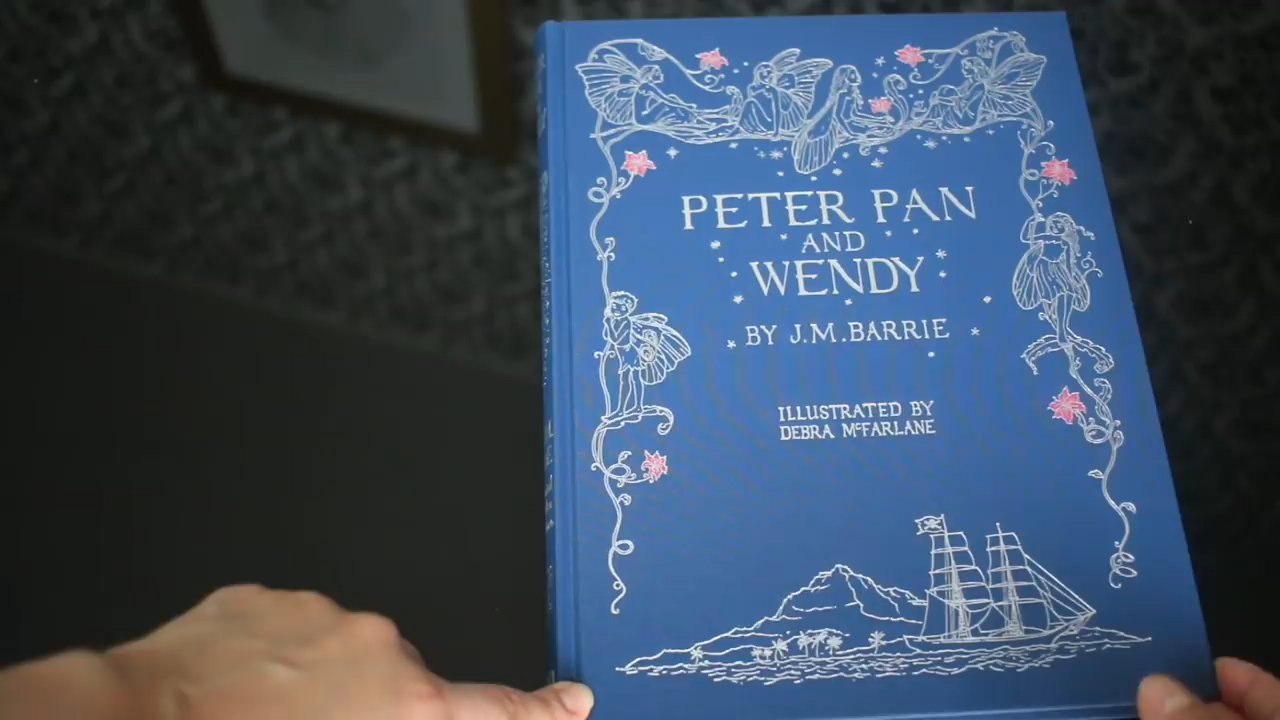 PETER PAN
AND
WENDY
BY J.M.BARRIE
ILLUSTRATED BY
DEBRA McFARLANE